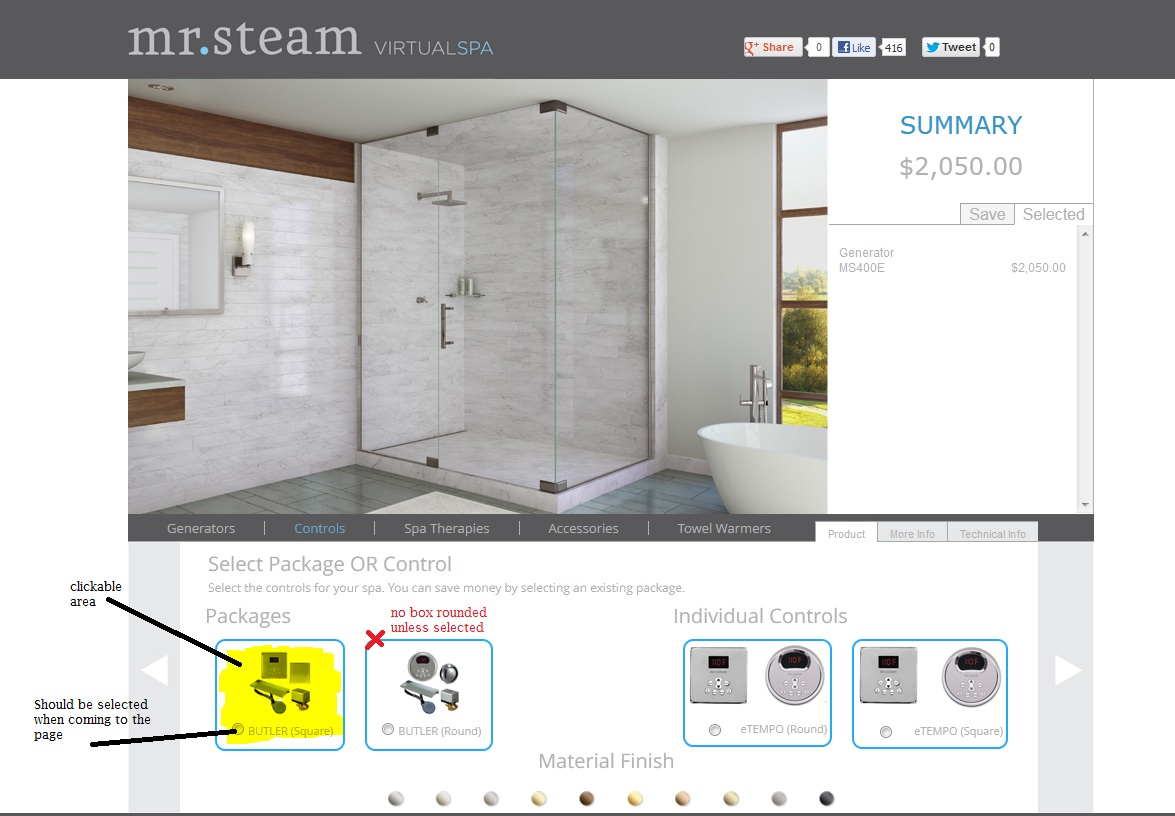 mr.steam VIRTUALSPA
g+ Share 0 Like 416 Tweet 0
SUMMARY
$2,050.00
Save Selected
Generator
MS400E $2,050.00
Generators Controls Spa Therapies Accessories Towel Warmers Product More Info Technical Info
Select Package OR Control
Select the controls for your spa. You can save money by selecting an existing package.
clickable
area
Packages
no box rounded
unless selected
Individual Controls
Should be selected
when coming to the
page
BUTLER (Square)
BUTLER (Round)
eTEMPO (Round)
eTEMPO (Square)
Material Finish